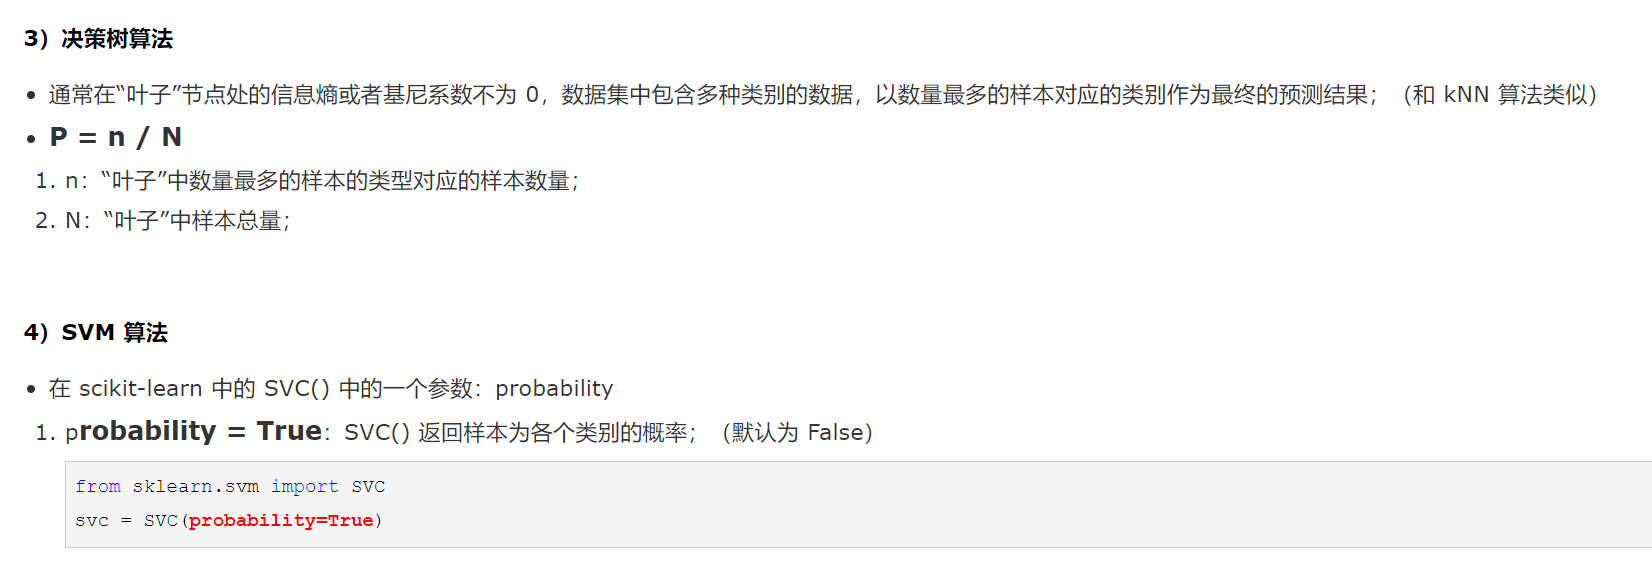 3）决策树算法
通常在“叶子”节点处的信息熵或者基尼系数不为 0，数据集中包含多种类别的数据，以数量最多的样本对应的类别作为最终的预测结果；（和 kNN 算法类似）
P = n / N
1. n：“叶子”中数量最多的样本的类型对应的样本数量；
2. N：“叶子”中样本总量；
4）SVM 算法
在 scikit-learn 中的 SVC() 中的一个参数：probability
1. probability = True：SVC() 返回样本为各个类别的概率；（默认为 False）
from sklearn.svm import SVC
svc = SVC(probability=True)